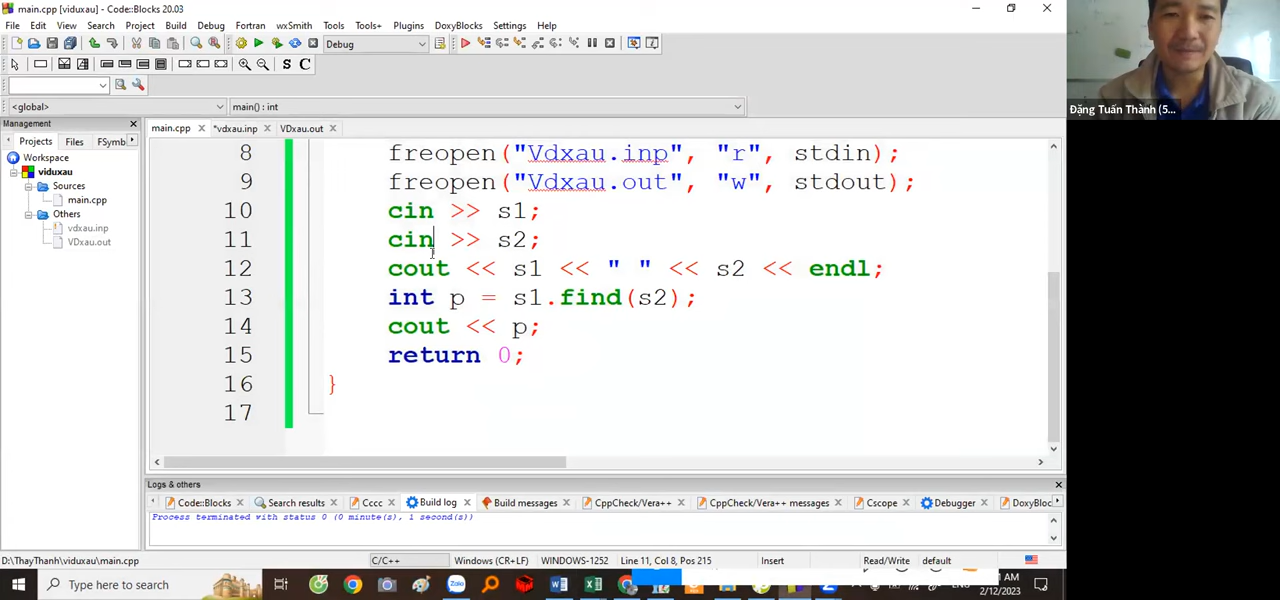 main.cpp [viduxau] - Code::Blocks 20.03
File Edit View Search Project Build Debug Fortran wxSmith Tools Tools+ Plugins DoxyBlocks Settings Help
Debug
S C
<global>
main() : int
Management
main.cpp *vdxau.inp VDxau.out
Projects Files FSymb
Workspace
viduxau
Sources
main.cpp
Others
vdxau.inp
VDxau.out
8 freopen("Vdxau.inp", "r", stdin);
9 freopen("Vdxau.out", "w", stdout);
10 cin >> s1;
11 cin >> s2;
12 cout << s1 << " " << s2 << endl;
13 int p = s1.find(s2);
14 cout << p;
15 return 0;
16 }
17
Logs & others
Code::Blocks Search results Cccc Build log Build messages CppCheck/Vera++ CppCheck/Vera++ messages Cscope Debugger DoxyBloc
Process terminated with status 0 (0 minute(s), 1 second(s))
D:\ThayThanh\viduxau\main.cpp C/C++ Windows (CR+LF) WINDOWS-1252 Line 11, Col 8, Pos 215 Insert Read/Write default
Type here to search
2/12/2023
Đặng Tuấn Thành (5...